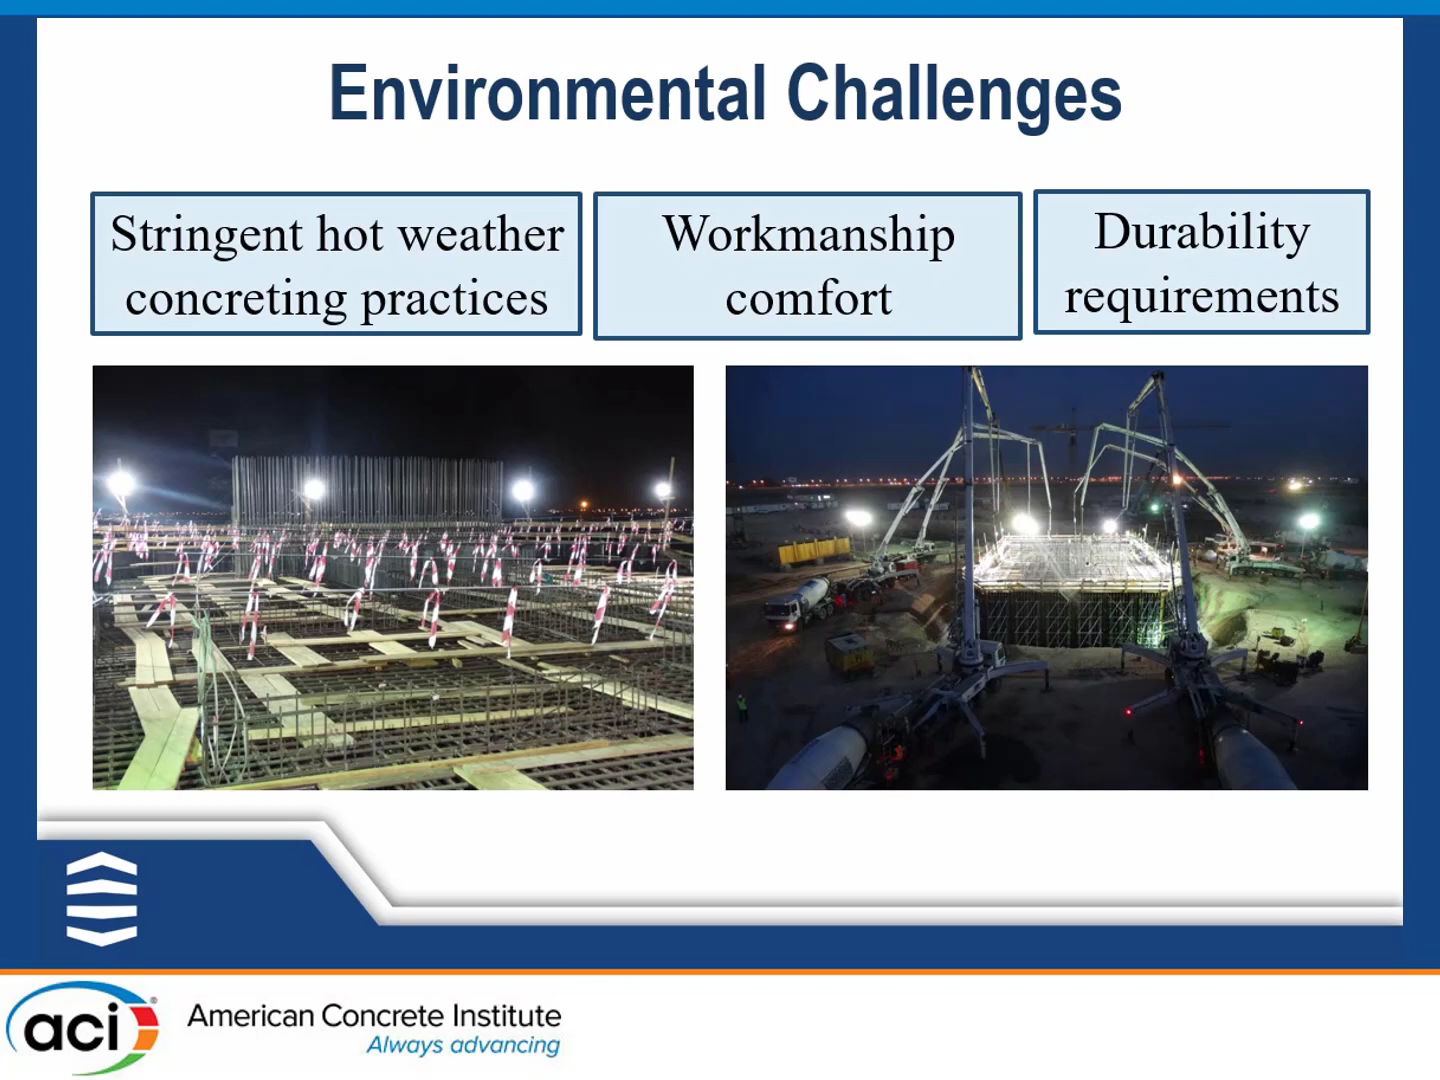 Environmental Challenges
Stringent hot weather
concreting practices
Workmanship
comfort
Durability
requirements
aci®
American Concrete Institute
Always advancing